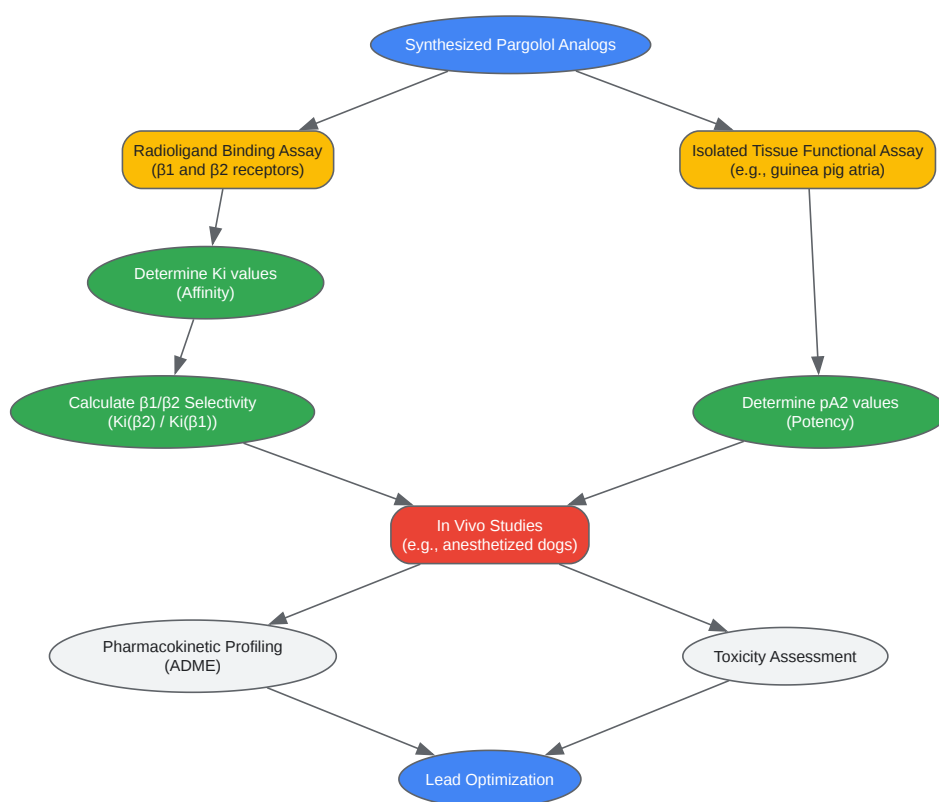 Synthesized Pargolol Analogs
Radioligand Binding Assay
(β1 and β2 receptors)
Isolated Tissue Functional Assay
(e.g., guinea pig atria)
Determine Ki values
(Affinity)
Calculate β1/β2 Selectivity
(Ki(β2) / Ki(β1))
Determine pA2 values
(Potency)
In Vivo Studies
(e.g., anesthetized dogs)
Pharmacokinetic Profiling
(ADME)
Toxicity Assessment
Lead Optimization